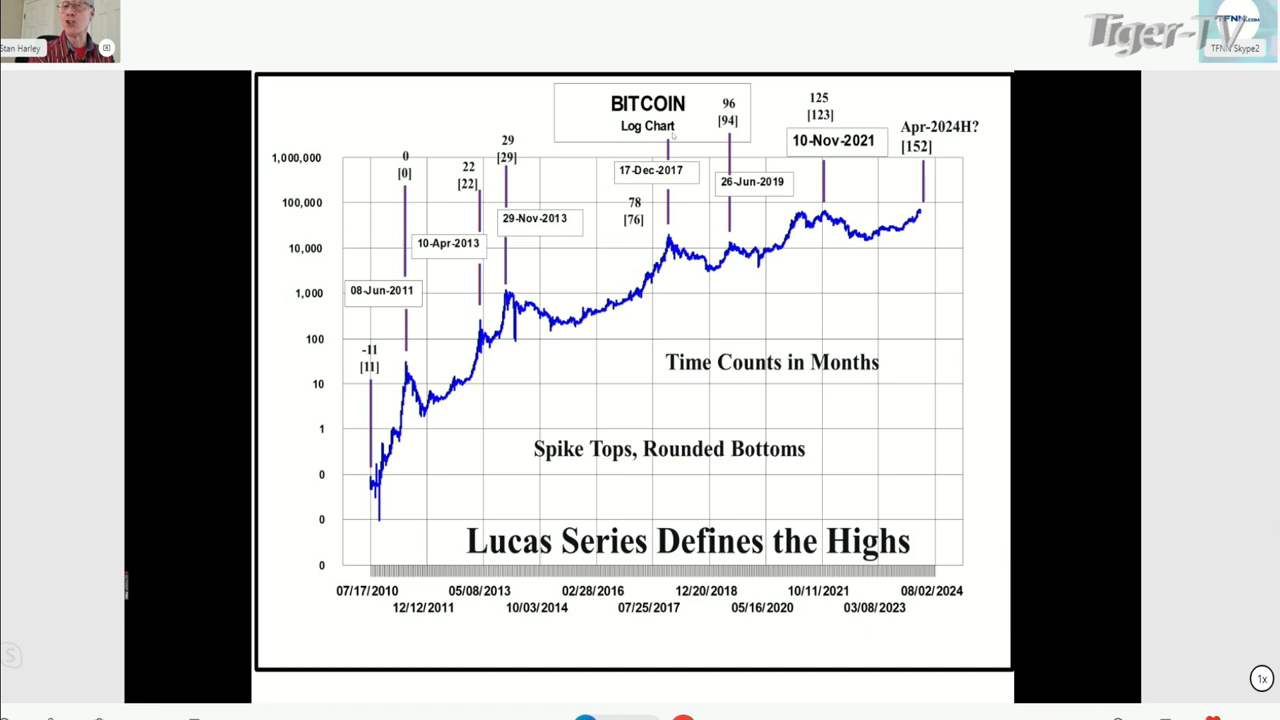 Stan Harley
Tiger-TV
TFNN.COM
TFNN Skype2
BITCOIN
Log Chart
96
[94]
125
[123]
10-Nov-2021
Apr-2024H?
[152]
29
[29]
0
[0]
22
[22]
17-Dec-2017
26-Jun-2019
78
[76]
29-Nov-2013
10-Apr-2013
08-Jun-2011
-11
[11]
1,000,000
100,000
10,000
1,000
100
10
1
0
0
0
Time Counts in Months
Spike Tops, Rounded Bottoms
Lucas Series Defines the Highs
07/17/2010 05/08/2013 02/28/2016 12/20/2018 10/11/2021 08/02/2024
12/12/2011 10/03/2014 07/25/2017 05/16/2020 03/08/2023
1x